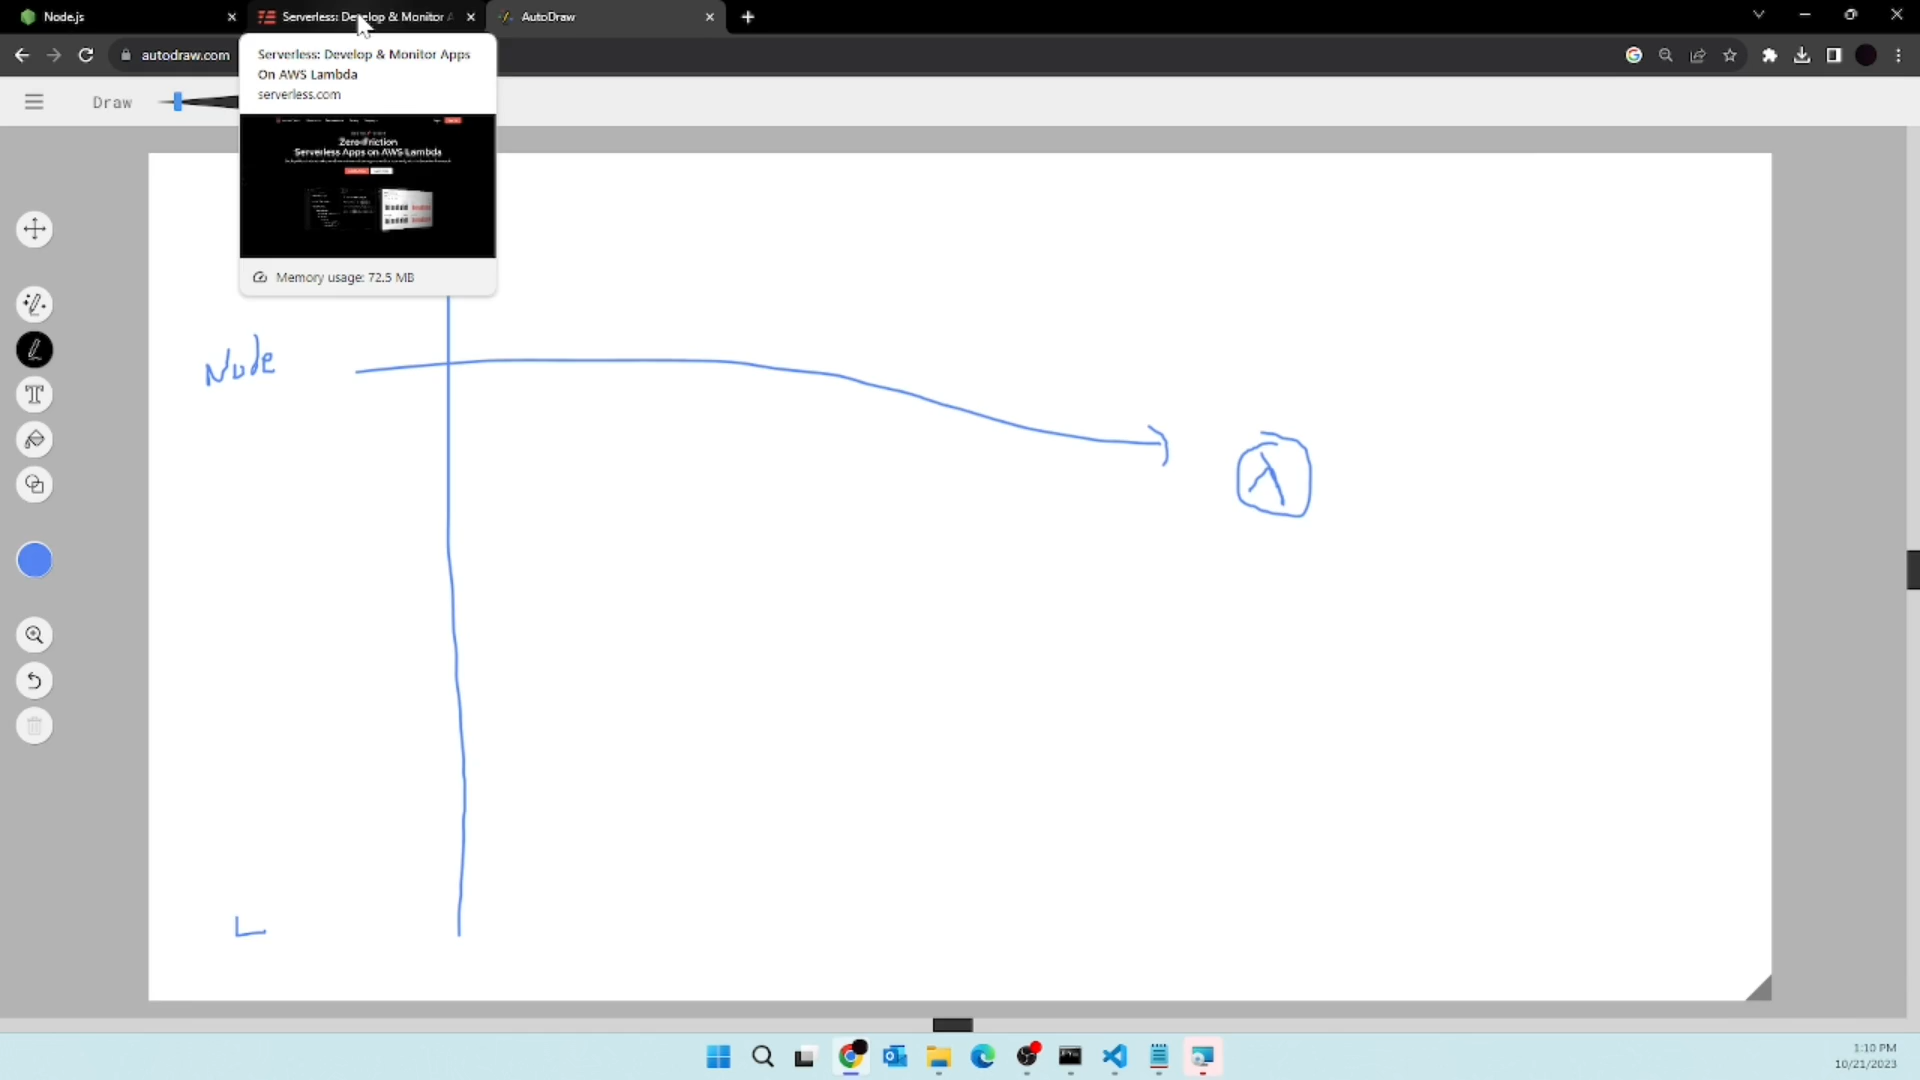 Node.js
Serverless: Develop & Monitor A
AutoDraw
autodraw.com
Serverless: Develop & Monitor Apps
On AWS Lambda
serverless.com
Draw
Zero-Friction
Serverless Apps on AWS Lambda
Memory usage: 72.5 MB
Node
λ
L
1:10 PM
10/21/2023